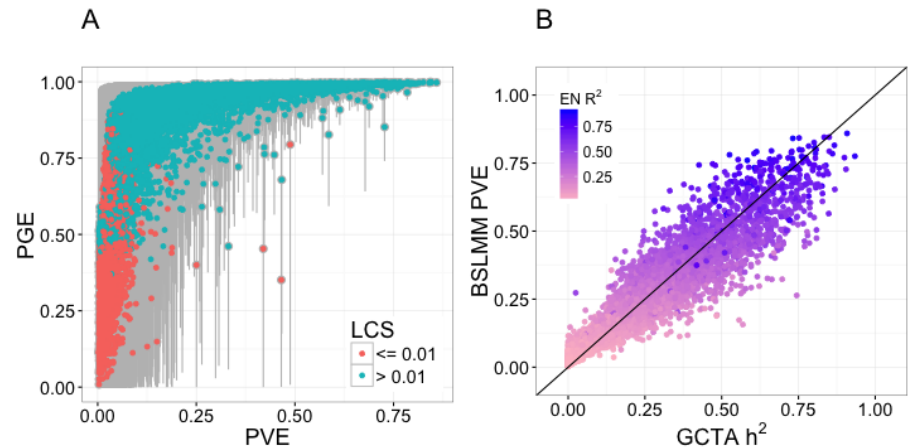 A
1.00
0.75
0.50
0.25
0.00
PGE
0.00 0.25 0.50 0.75
PVE
LCS
<= 0.01
> 0.01
B
1.00
0.75
0.50
0.25
0.00
BSLMM PVE
EN R²
0.75
0.50
0.25
0.00 0.25 0.50 0.75 1.00
GCTA h²